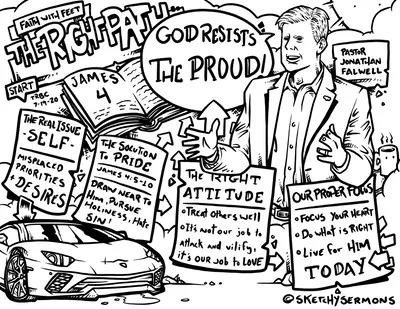 FAITH WITH FEET
THE RIGHT PATH...
START
TRBC
7-19-20
JAMES
4
GOD RESISTS
THE PROUD!
PASTOR
JONATHAN
FALWELL
THE REAL ISSUE
SELF
MISPLACED
PRIORITIES
+ DESIRES
THE SOLUTION
TO PRIDE
JAMES 4:5-20
DRAW NEAR TO
HIM, PURSUE
HOLINESS, HATE
SIN!
THE RIGHT
ATTITUDE
• TREAT OTHERS WELL
• IT'S NOT OUR JOB TO
ATTACK AND VILIFY,
IT'S OUR JOB TO LOVE
OUR PROPER FOCUS
• FOCUS YOUR HEART
• DO WHAT IS RIGHT
• LIVE FOR HIM
TODAY
©SKETCHYSERMONS